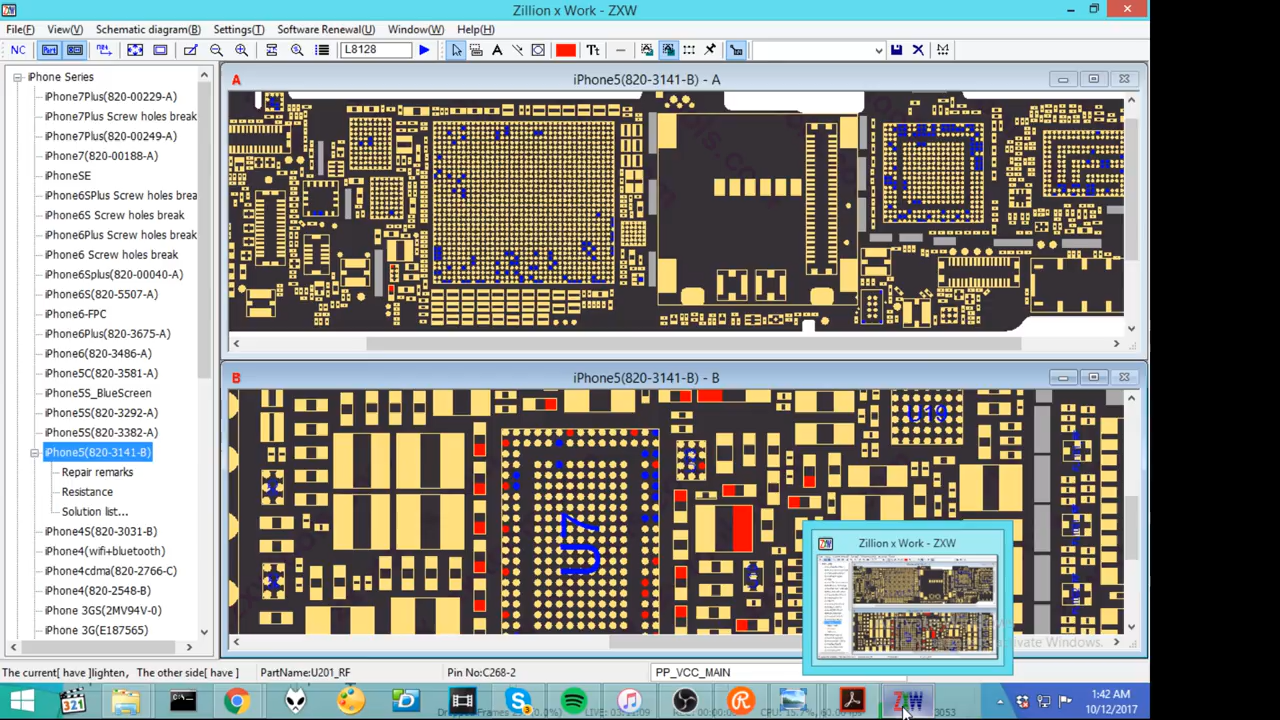 Zillion x Work - ZXW
File(F) View(V) Schematic diagram(B) Settings(T) Software Renewal(U) Window(W) Help(H)
NC L8128
iPhone Series
iPhone7Plus(820-00229-A)
iPhone7Plus Screw holes break
iPhone7Plus(820-00249-A)
iPhone7(820-00188-A)
iPhoneSE
iPhone6SPlus Screw holes break
iPhone6S Screw holes break
iPhone6Plus Screw holes break
iPhone6 Screw holes break
iPhone6Splus(820-00040-A)
iPhone6S(820-5507-A)
iPhone6-FPC
iPhone6Plus(820-3675-A)
iPhone6(820-3486-A)
iPhone5C(820-3581-A)
iPhone5S_BlueScreen
iPhone5S(820-3292-A)
iPhone5S(820-3382-A)
iPhone5(820-3141-B)
Repair remarks
Resistance
Solution list...
iPhone4S(820-3031-B)
iPhone4(wifi+bluetooth)
iPhone4cdma(820-2766-C)
iPhone4(820-2548-B)
iPhone 3GS(2MV94V-0)
iPhone 3G(E187565)
A iPhone5(820-3141-B) - A
B iPhone5(820-3141-B) - B
U7
U19
Zillion x Work - ZXW
The current[ have ]lighten, The other side[ have ] PartName:U201_RF Pin No:C268-2 PP_VCC_MAIN
321
3
ZXW
1:42 AM
10/12/2017